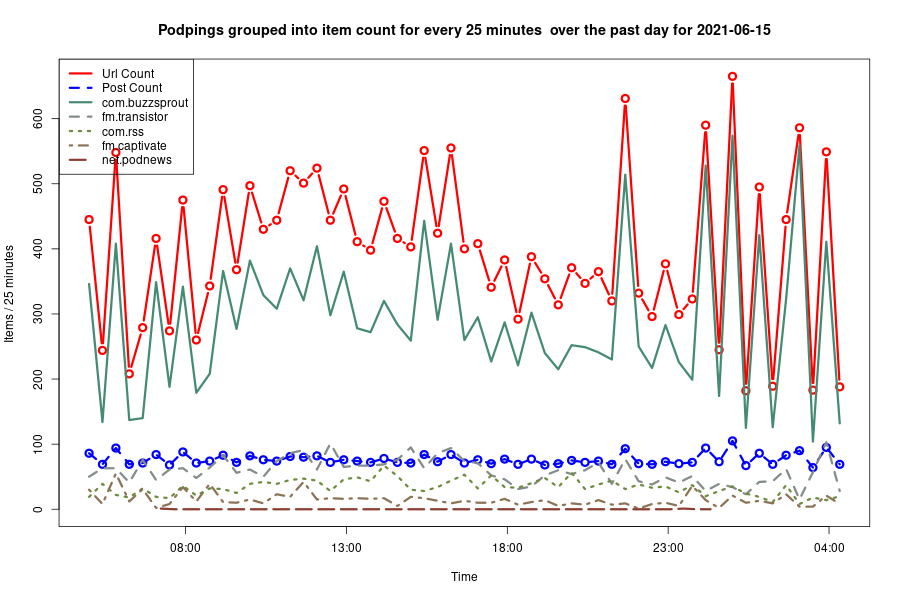 Podpings grouped into item count for every 25 minutes  over the past day for 2021-06-15
Url Count
Post Count
com.buzzsprout
fm.transistor
com.rss
fm.captivate
net.podnews
600
500
400
300
200
100
0
Items / 25 minutes
08:00 13:00 18:00 23:00 04:00
Time